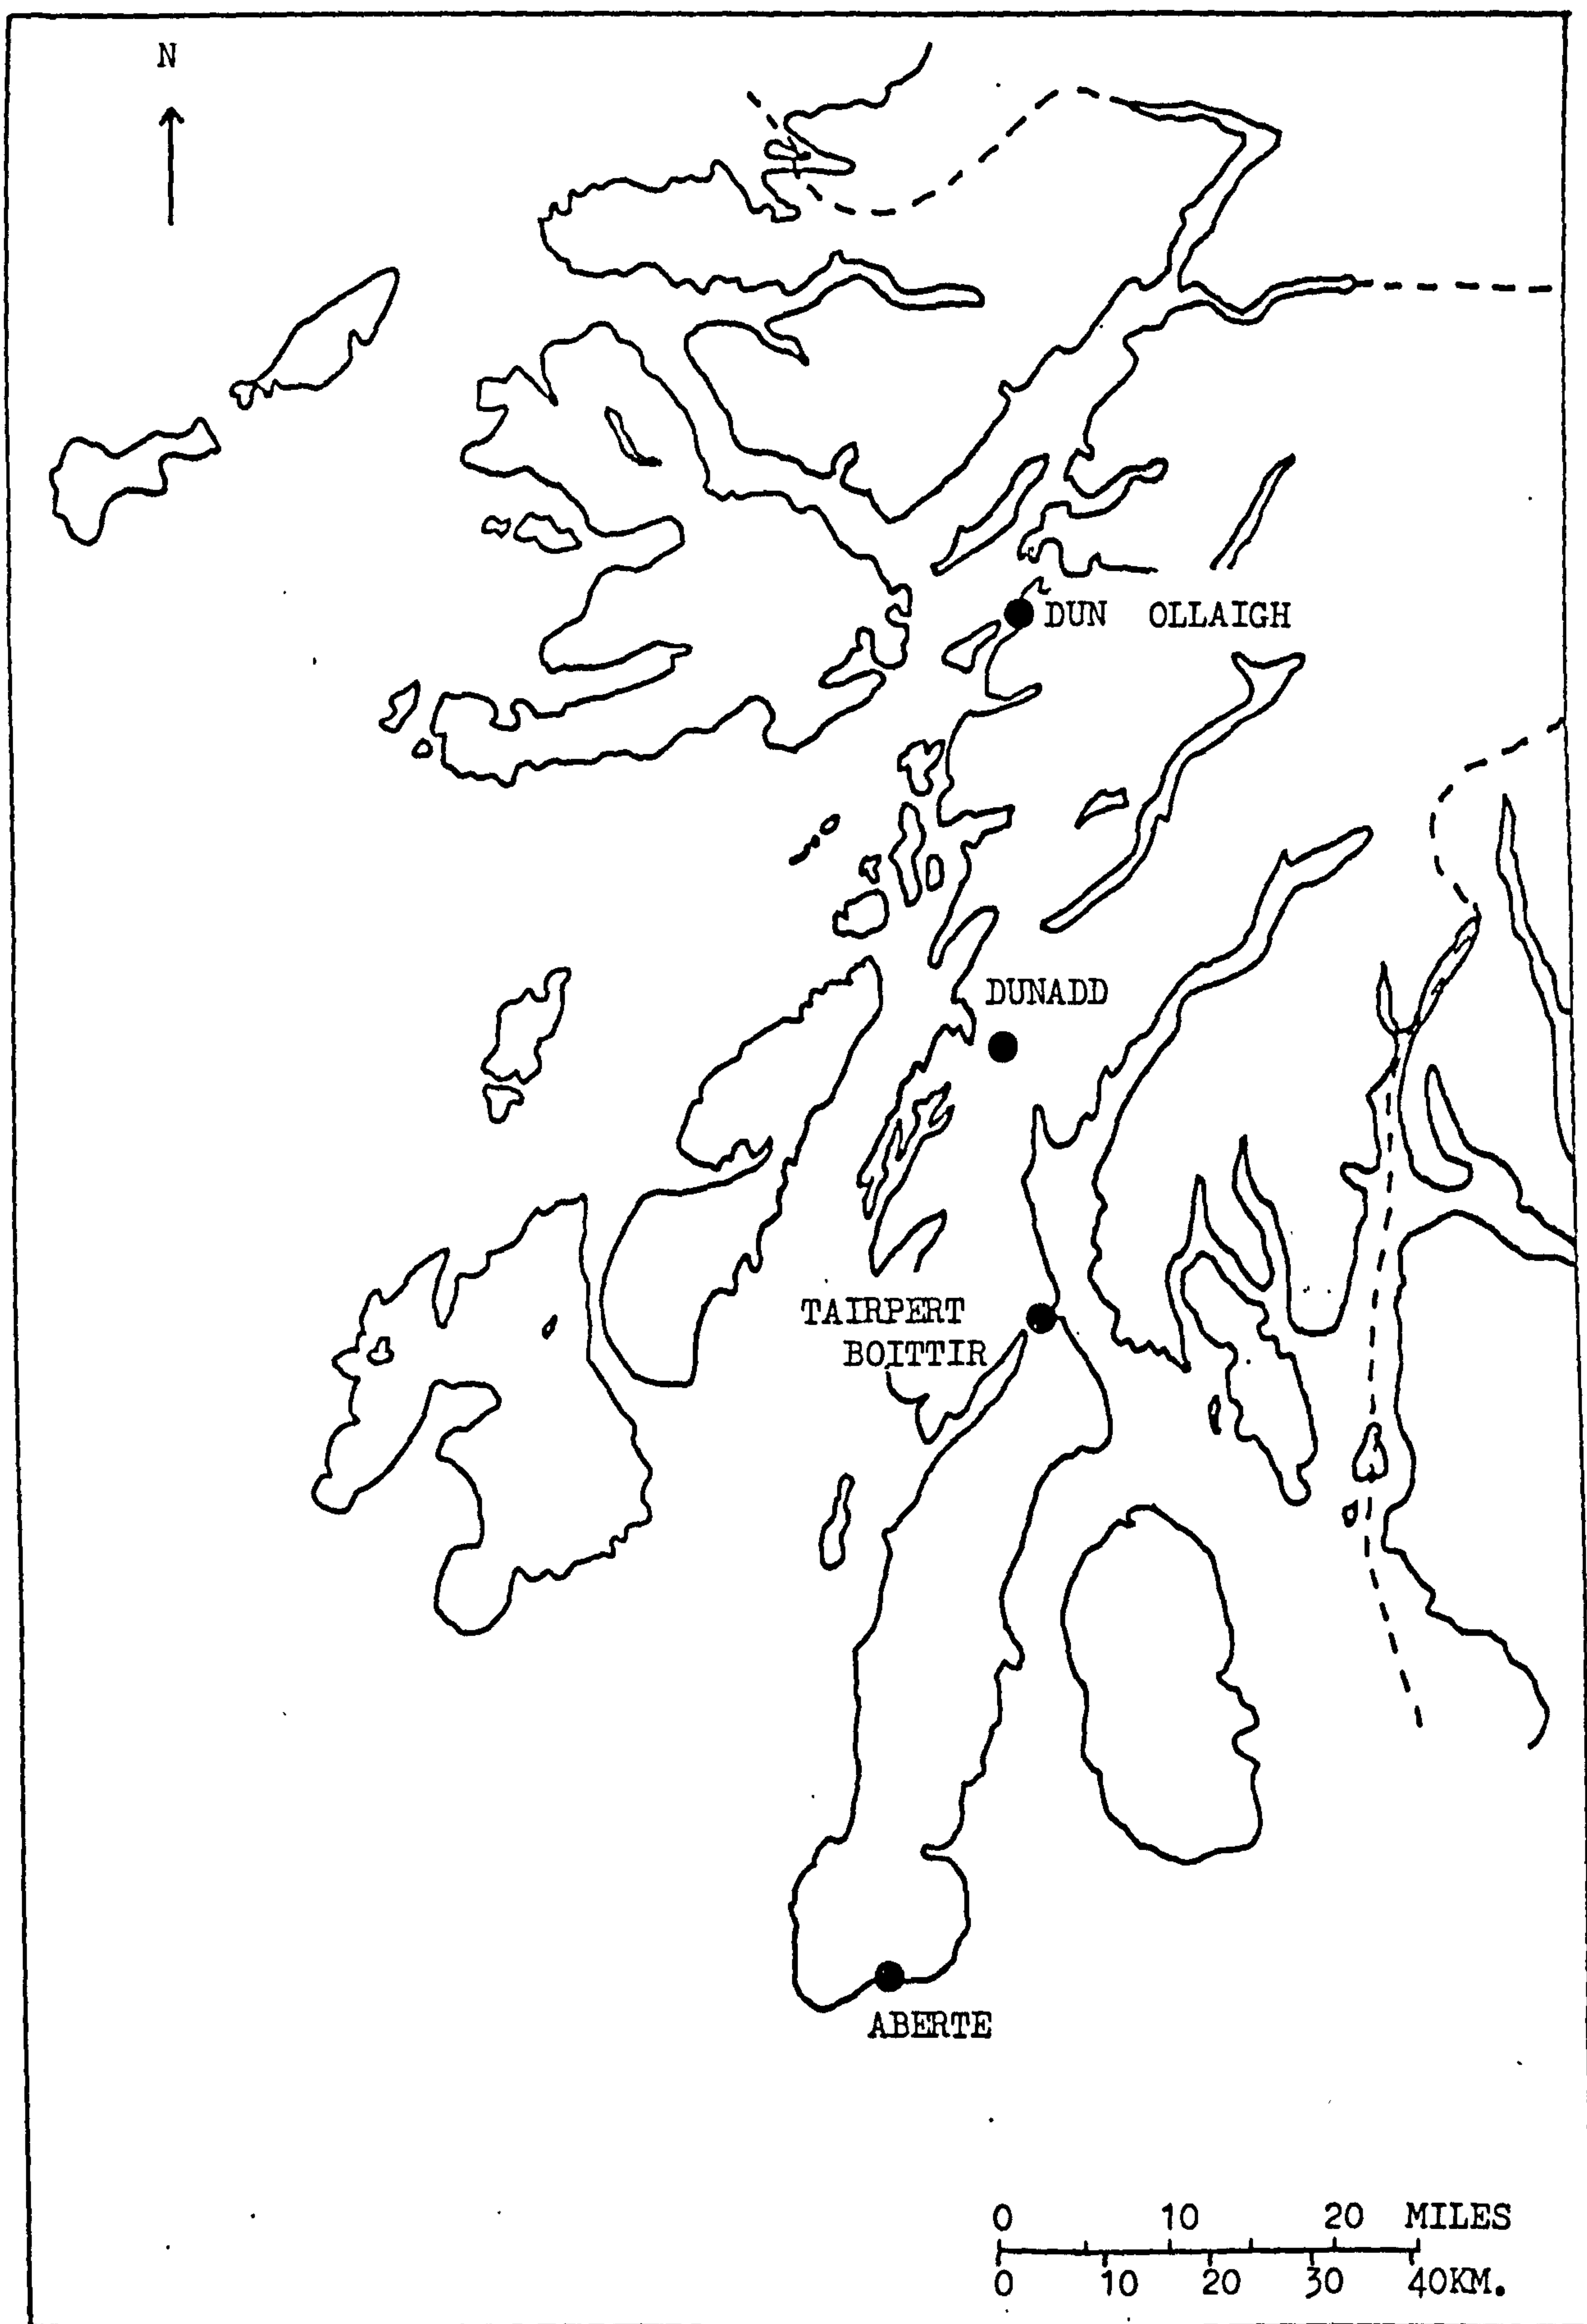 N
DUN OLLAIGH
DUNADD
TAIRPERT
BOITTIR
ABERTE
0 10 20 MILES
0 10 20 30 40KM.